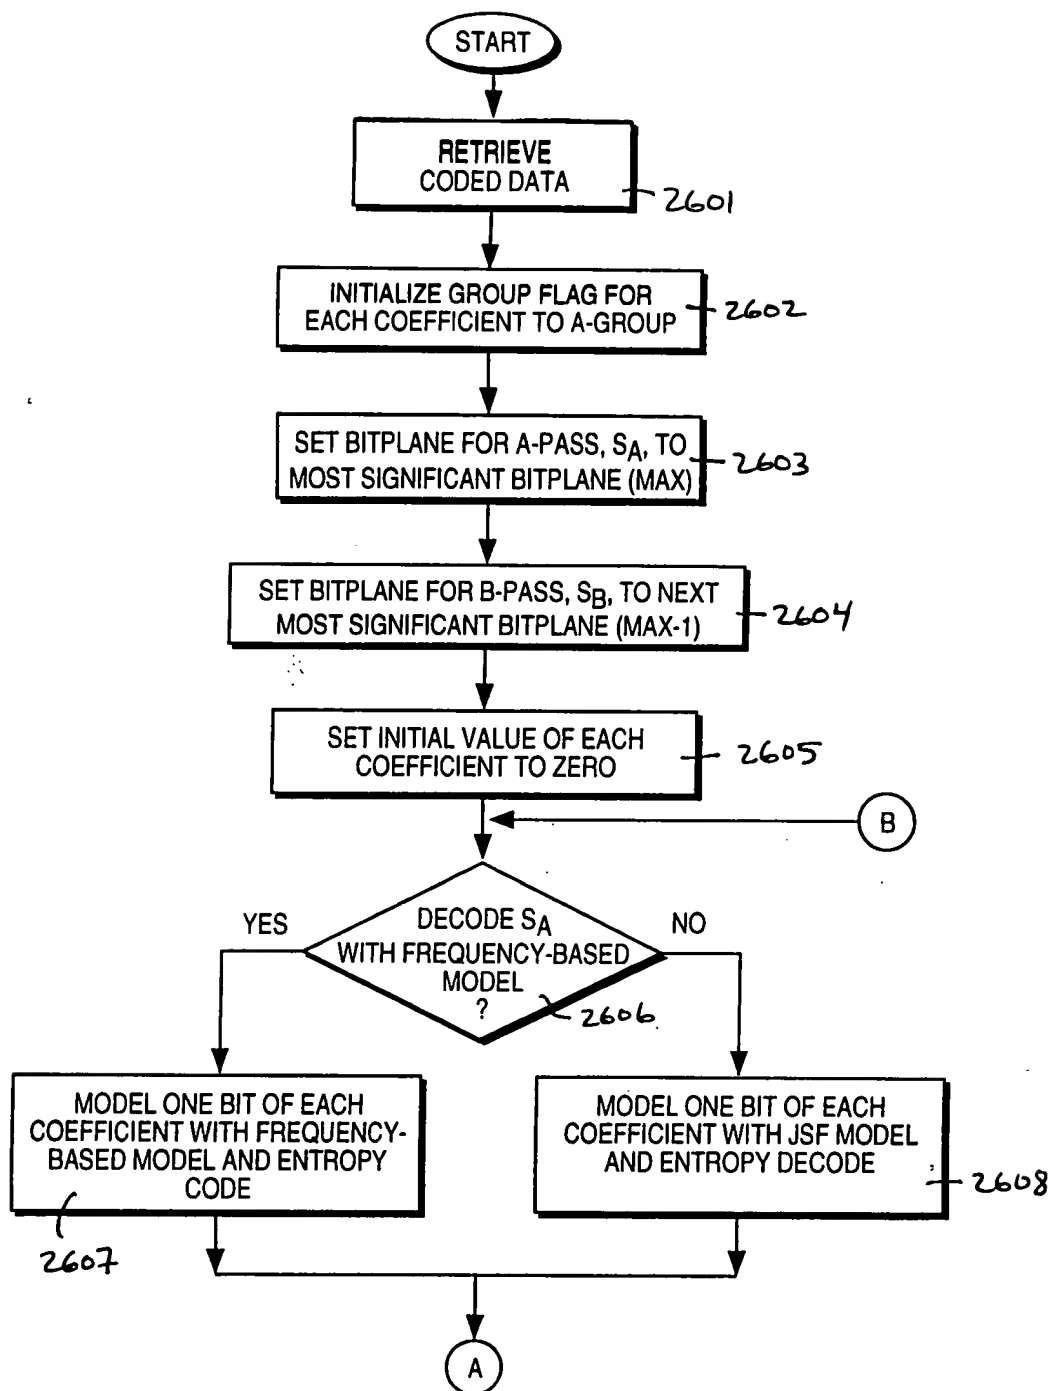 START
RETRIEVE
CODED DATA
2601
INITIALIZE GROUP FLAG FOR
EACH COEFFICIENT TO A-GROUP
2602
SET BITPLANE FOR A-PASS, SA, TO
MOST SIGNIFICANT BITPLANE (MAX)
2603
SET BITPLANE FOR B-PASS, SB, TO NEXT
MOST SIGNIFICANT BITPLANE (MAX-1)
2604
SET INITIAL VALUE OF EACH
COEFFICIENT TO ZERO
2605
B
YES
DECODE SA
WITH FREQUENCY-BASED
MODEL
?
2606
NO
MODEL ONE BIT OF EACH
COEFFICIENT WITH FREQUENCY-
BASED MODEL AND ENTROPY
CODE
2607
MODEL ONE BIT OF EACH
COEFFICIENT WITH JSF MODEL
AND ENTROPY DECODE
2608
A